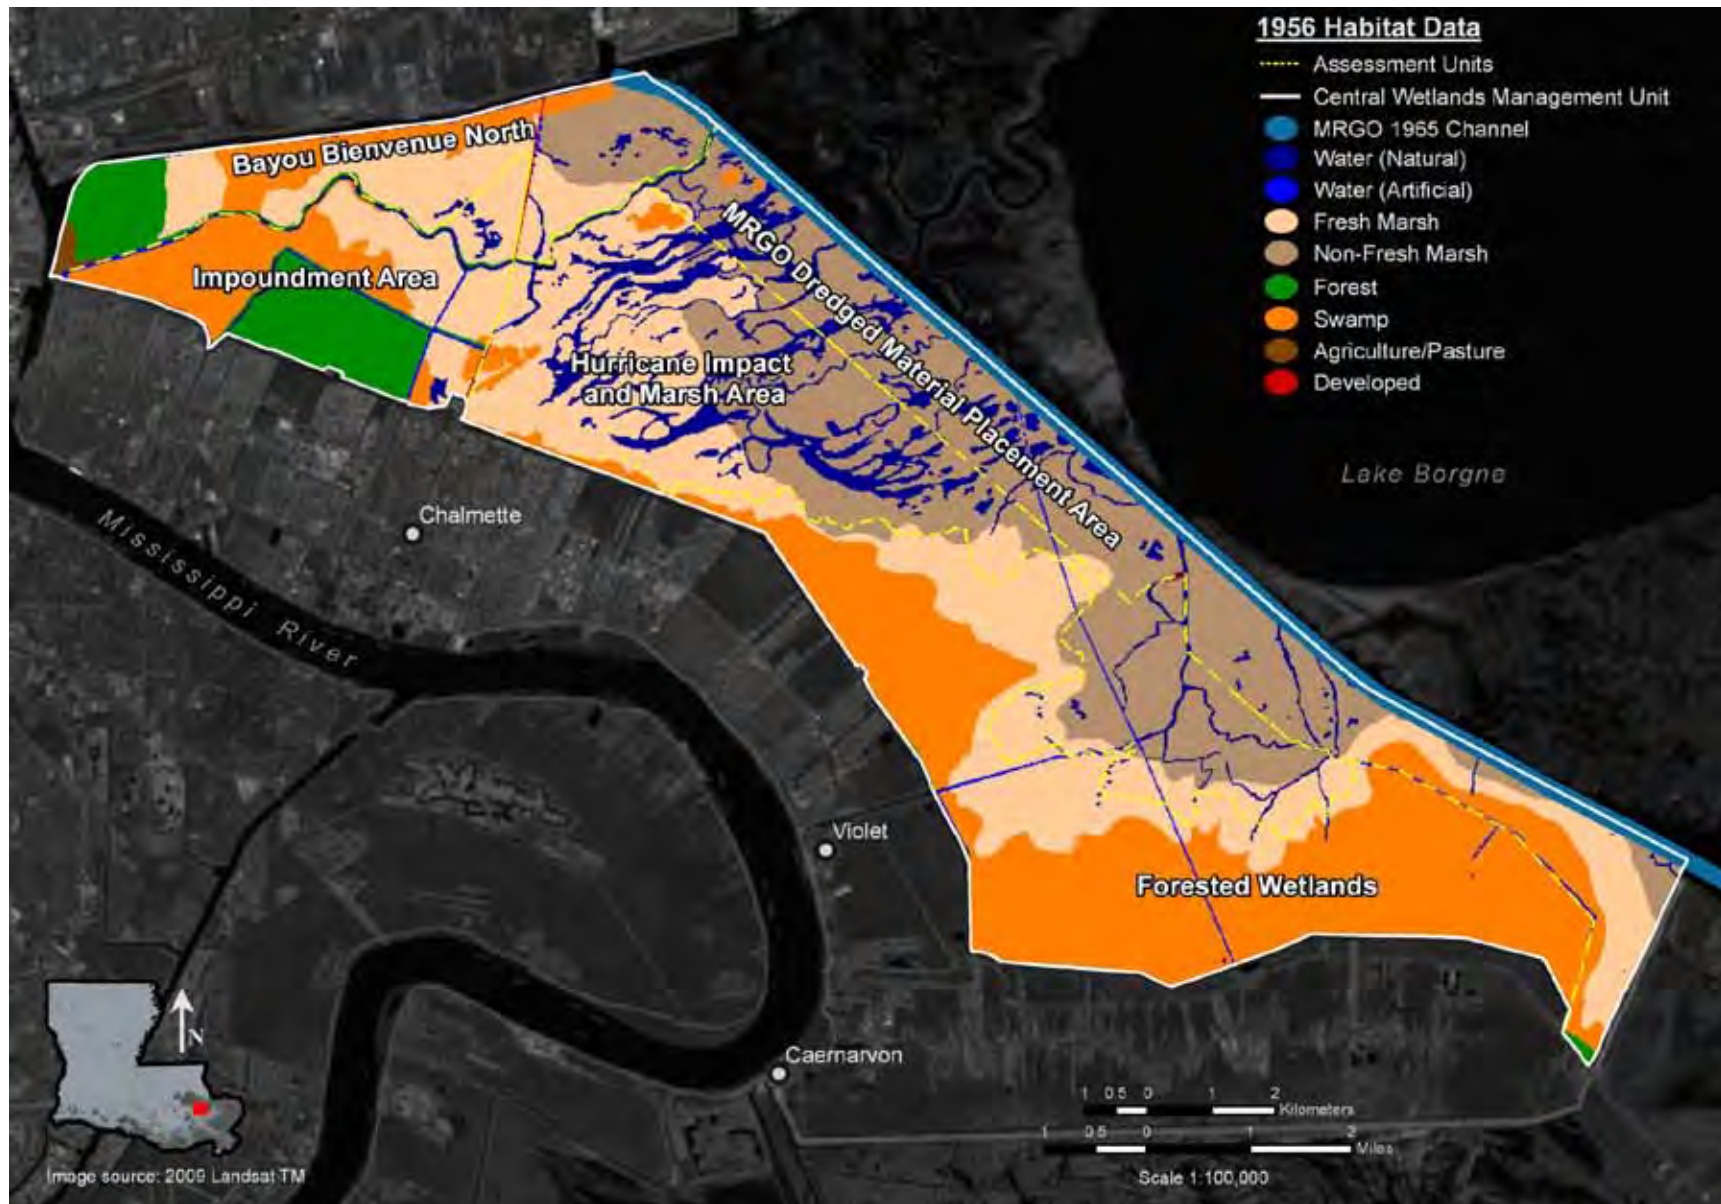 1956 Habitat Data
Assessment Units
Central Wetlands Management Unit
MRGO 1965 Channel
Water (Natural)
Water (Artificial)
Fresh Marsh
Non-Fresh Marsh
Forest
Swamp
Agriculture/Pasture
Developed
Bayou Bienvenue North
Impoundment Area
MRGO Dredged Material Placement Area
Hurricane Impact
and Marsh Area
Lake Borgne
Chalmette
Mississippi River
Violet
Forested Wetlands
Caernarvon
N
1 0.5 0 1 2
Kilometers
1 0.5 0 1 2
Miles
Scale 1:100,000
Image source: 2009 Landsat TM